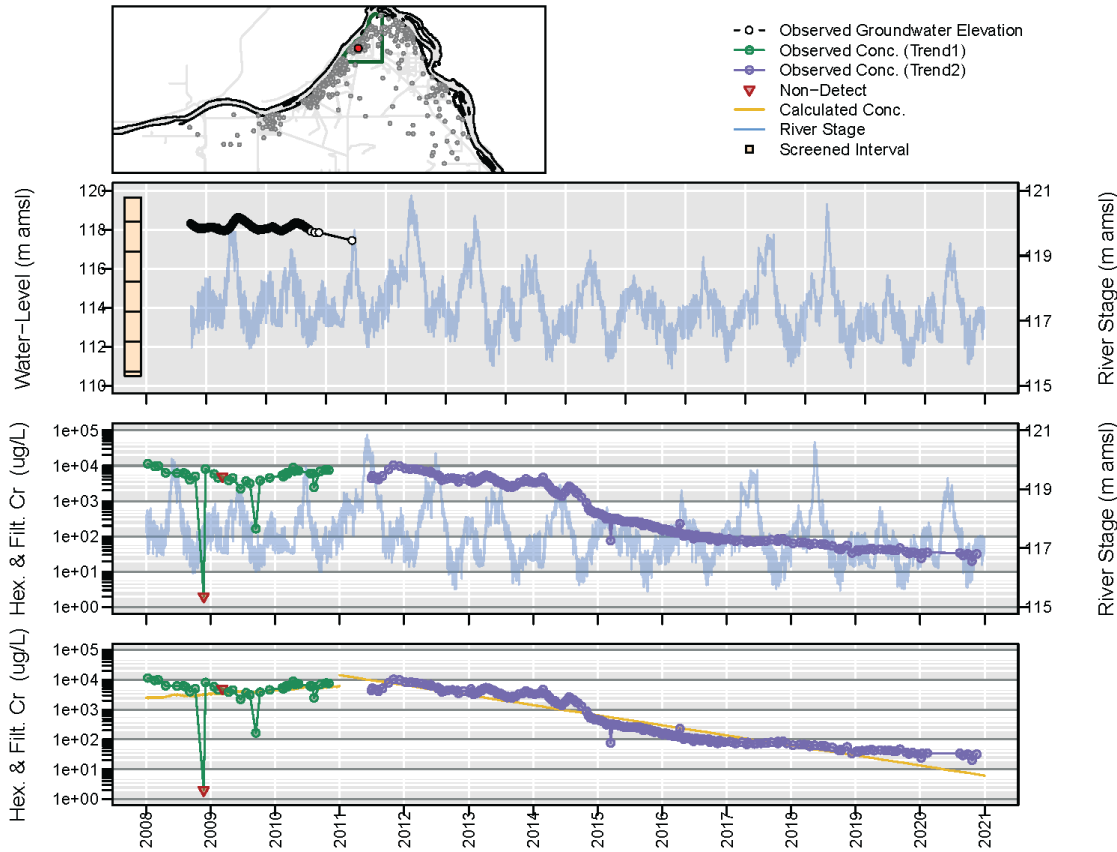 Observed Groundwater Elevation
Observed Conc. (Trend1)
Observed Conc. (Trend2)
Non-Detect
Calculated Conc.
River Stage
Screened Interval
Water-Level (m amsl)
120
118
116
114
112
110
121
119
117
115
River Stage (m amsl)
Hex. & Filt. Cr (ug/L)
1e+05
1e+04
1e+03
1e+02
1e+01
1e+00
121
119
117
115
River Stage (m amsl)
Hex. & Filt. Cr (ug/L)
1e+05
1e+04
1e+03
1e+02
1e+01
1e+00
2008
2009
2010
2011
2012
2013
2014
2015
2016
2017
2018
2019
2020
2021